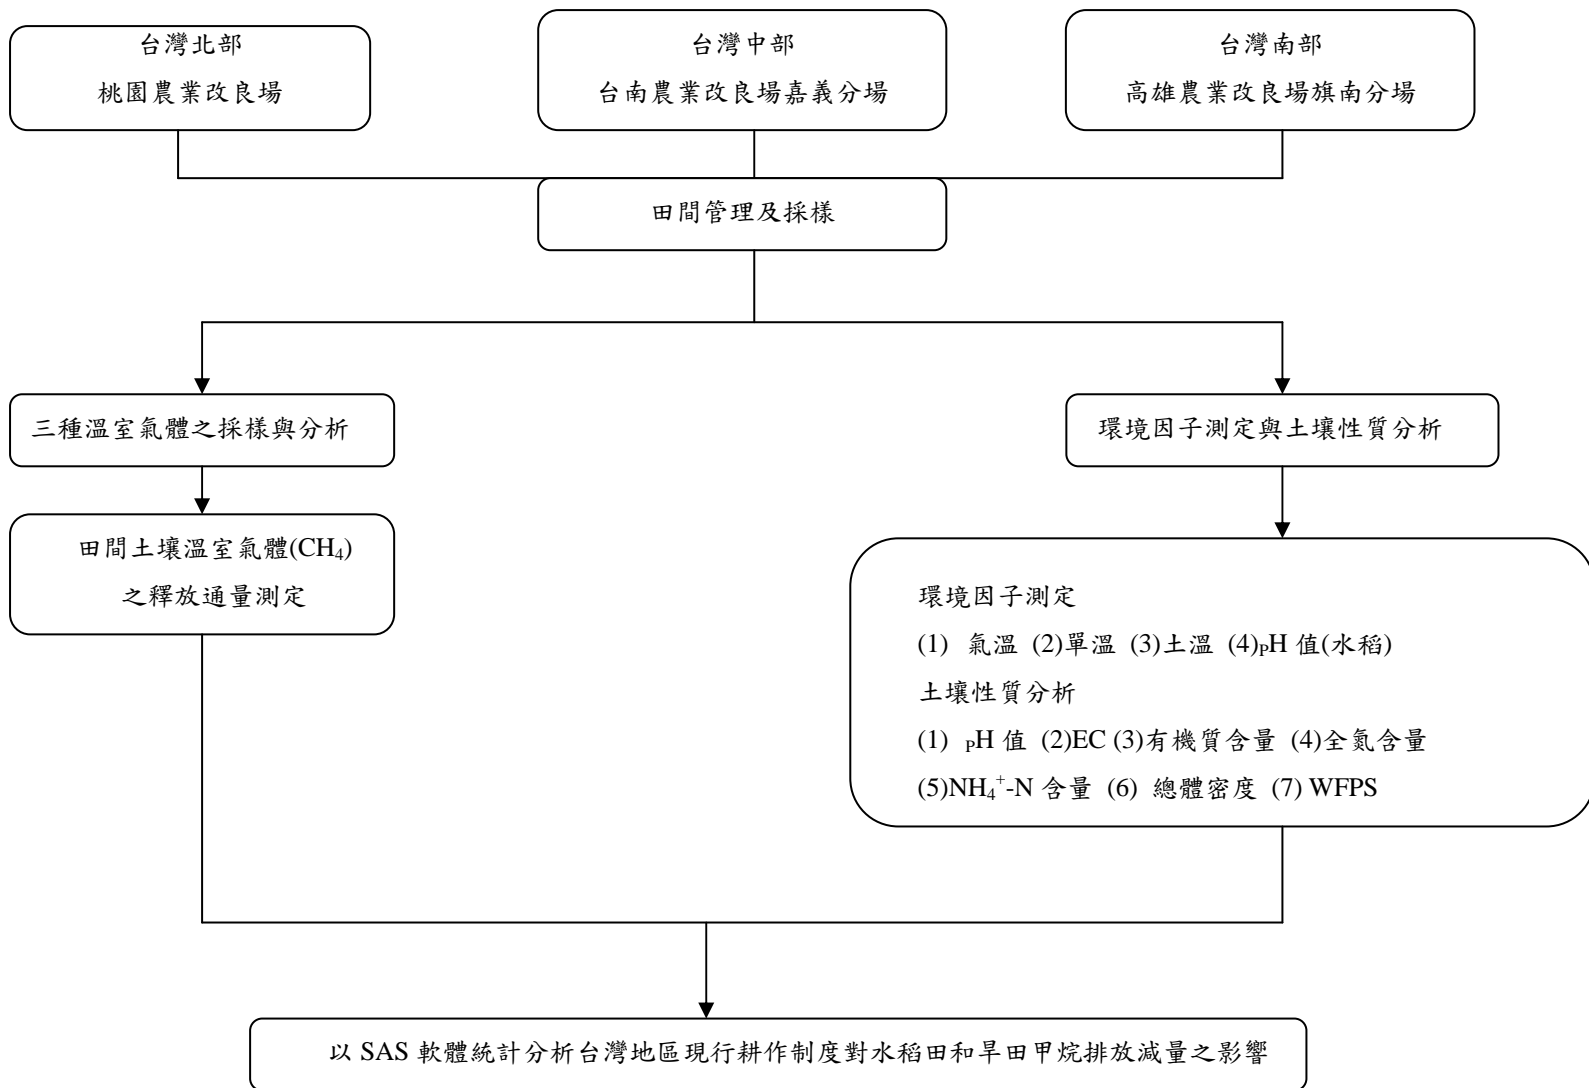 台灣北部
桃園農業改良場
台灣中部
台南農業改良場嘉義分場
台灣南部
高雄農業改良場旗南分場
田間管理及採樣
三種溫室氣體之採樣與分析
環境因子測定與土壤性質分析
田間土壤溫室氣體(CH₄)
之釋放通量測定
環境因子測定
(1) 氣溫 (2)單溫 (3)土溫 (4)PH 值(水稻)
土壤性質分析
(1) PH 值 (2)EC (3)有機質含量 (4)全氮含量
(5)NH₄⁺-N 含量 (6) 總體密度 (7) WFPS
以 SAS 軟體統計分析台灣地區現行耕作制度對水稻田和旱田甲烷排放減量之影響